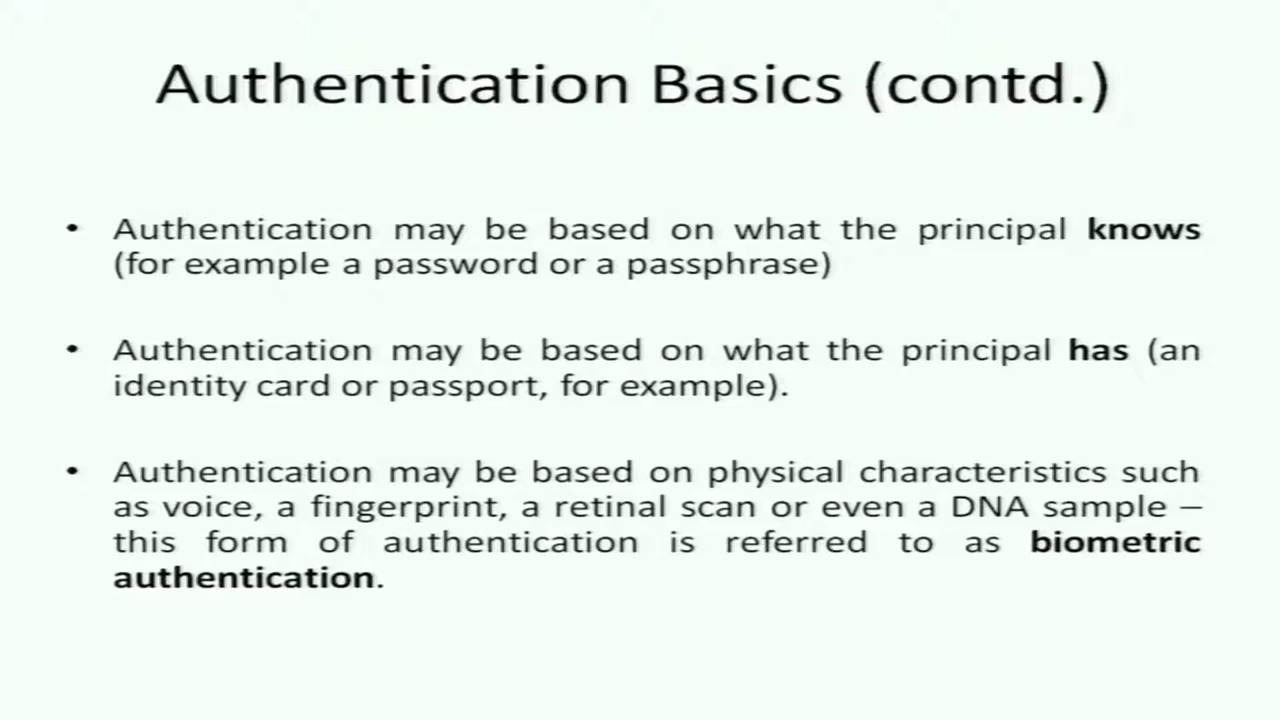 Authentication Basics (contd.)
• Authentication may be based on what the principal knows
(for example a password or a passphrase)
• Authentication may be based on what the principal has (an
identity card or passport, for example).
• Authentication may be based on physical characteristics such
as voice, a fingerprint, a retinal scan or even a DNA sample –
this form of authentication is referred to as biometric
authentication.